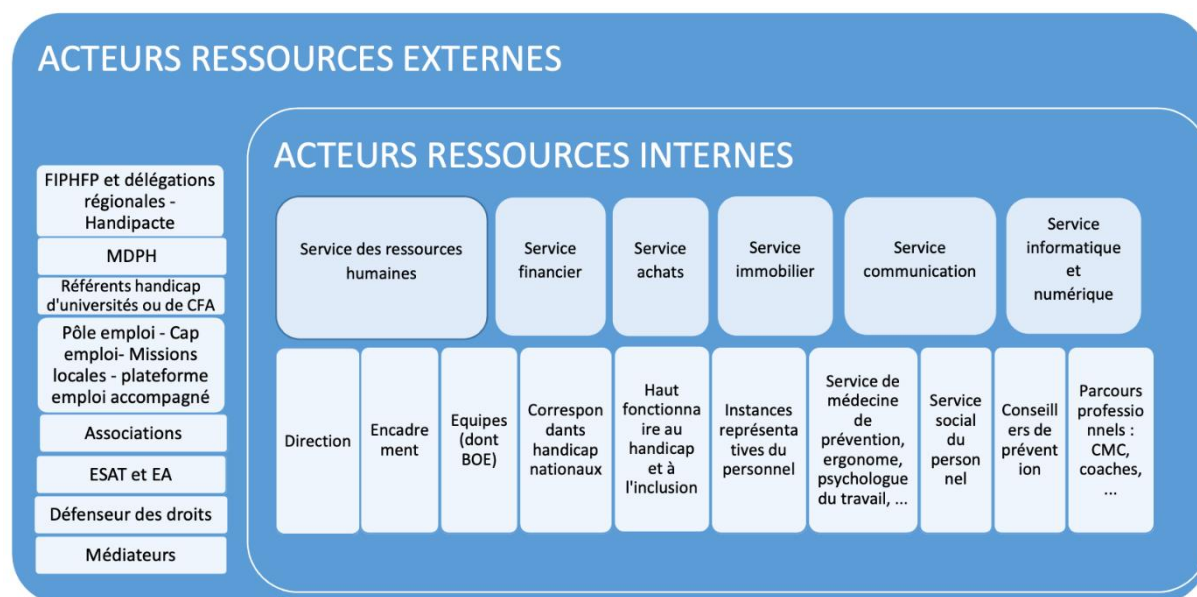 ACTEURS RESSOURCES EXTERNES
FIPHFP et délégations
régionales -
Handipacte
MDPH
Référents handicap
d'universités ou de CFA
Pôle emploi - Cap
emploi- Missions
locales - plateforme
emploi accompagné
Associations
ESAT et EA
Défenseur des droits
Médiateurs
ACTEURS RESSOURCES INTERNES
Service des ressources
humaines
Service
financier
Service
achats
Service
immobilier
Service
communication
Service
informatique
et
numérique
Direction
Encadre
ment
Equipes
(dont
BOE)
Correspon
dants
handicap
nationaux
Haut
fonctionna
ire au
handicap
et à
l'inclusion
Instances
représenta
tives du
personnel
Service de
médecine
de
prévention,
ergonome,
psychologue
du travail, ...
Service
social du
person
nel
Conseill
ers de
prévent
ion
Parcours
professio
nnels :
CMC,
coaches,
...